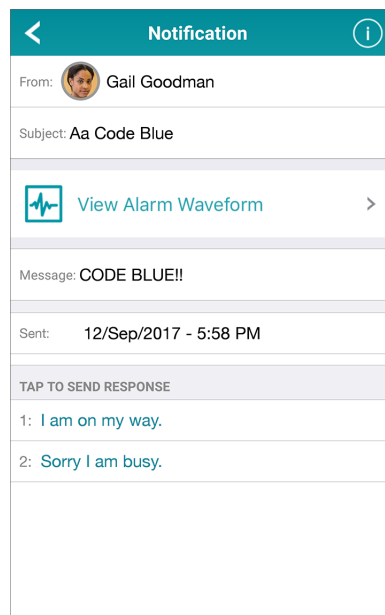 Notification
i
From: Gail Goodman
Subject: Aa Code Blue
View Alarm Waveform
Message: CODE BLUE!!
Sent: 12/Sep/2017 - 5:58 PM
TAP TO SEND RESPONSE
1: I am on my way.
2: Sorry I am busy.